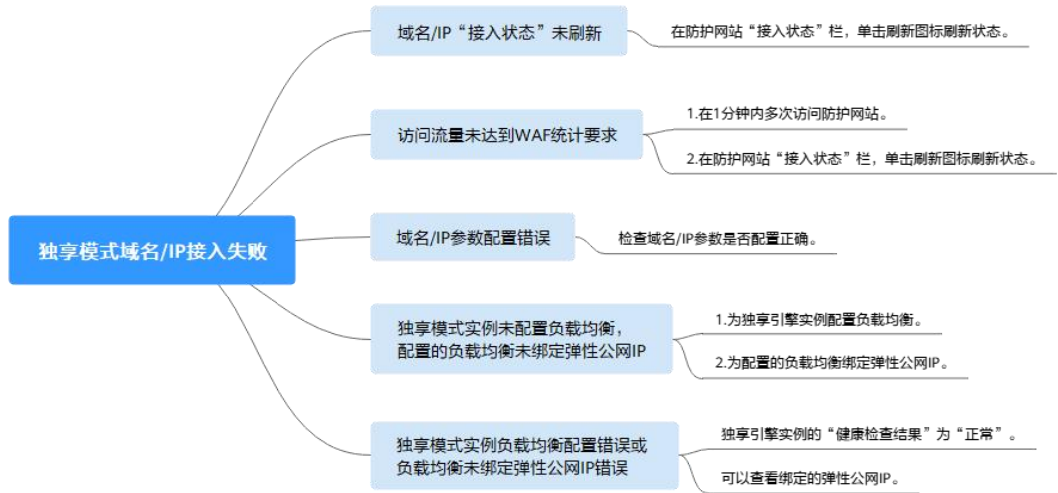 域名/IP“接入状态”未刷新
在防护网站“接入状态”栏，单击刷新图标刷新状态。
访问流量未达到WAF统计要求
1.在1分钟内多次访问防护网站。
2.在防护网站“接入状态”栏，单击刷新图标刷新状态。
独享模式域名/IP接入失败
域名/IP参数配置错误
检查域名/IP参数是否配置正确。
独享模式实例未配置负载均衡，
配置的负载均衡未绑定弹性公网IP
1.为独享引擎实例配置负载均衡。
2.为配置的负载均衡绑定弹性公网IP。
独享模式实例负载均衡配置错误或
负载均衡未绑定弹性公网IP错误
独享引擎实例的“健康检查结果”为“正常”。
可以查看绑定的弹性公网IP。